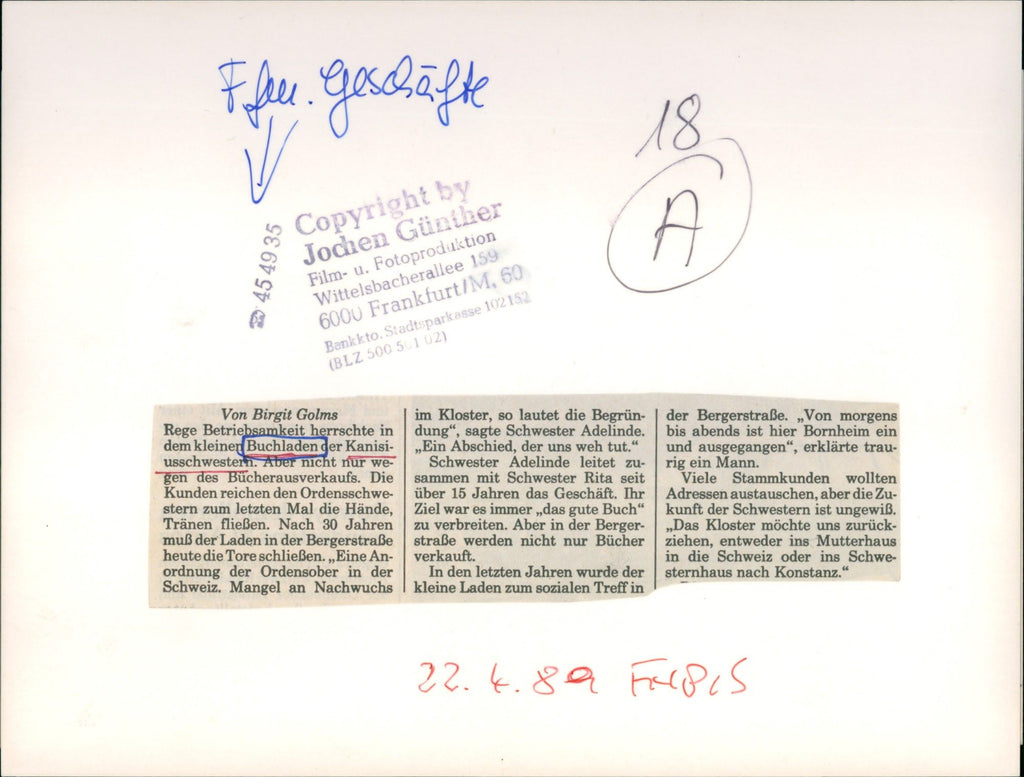 Ffm. Geschäfte
18
A
☎ 454935
Copyright by
Jochen Günther
Film- u. Fotoproduktion
Wittelsbacherallee 159
6000 Frankfurt/M. 60
Bankkto. Stadtsparkasse 102152
(BLZ 500 501 02)
Von Birgit Golms
Rege Betriebsamkeit herrschte in
dem kleinen Buchladen der Kanisi-
usschwestern. Aber nicht nur we-
gen des Bücherausverkaufs. Die
Kunden reichen den Ordensschwe-
stern zum letzten Mal die Hände,
Tränen fließen. Nach 30 Jahren
muß der Laden in der Bergerstraße
heute die Tore schließen. „Eine An-
ordnung der Ordensober in der
Schweiz. Mangel an Nachwuchs
im Kloster, so lautet die Begrün-
dung“, sagte Schwester Adelinde.
„Ein Abschied, der uns weh tut.“
Schwester Adelinde leitet zu-
sammen mit Schwester Rita seit
über 15 Jahren das Geschäft. Ihr
Ziel war es immer „das gute Buch“
zu verbreiten. Aber in der Berger-
straße werden nicht nur Bücher
verkauft.
In den letzten Jahren wurde der
kleine Laden zum sozialen Treff in
der Bergerstraße. „Von morgens
bis abends ist hier Bornheim ein
und ausgegangen“, erklärte trau-
rig ein Mann.
Viele Stammkunden wollten
Adressen austauschen, aber die Zu-
kunft der Schwestern ist ungewiß.
„Das Kloster möchte uns zurück-
ziehen, entweder ins Mutterhaus
in die Schweiz oder ins Schwe-
sternhaus nach Konstanz.“
22. 4. 89